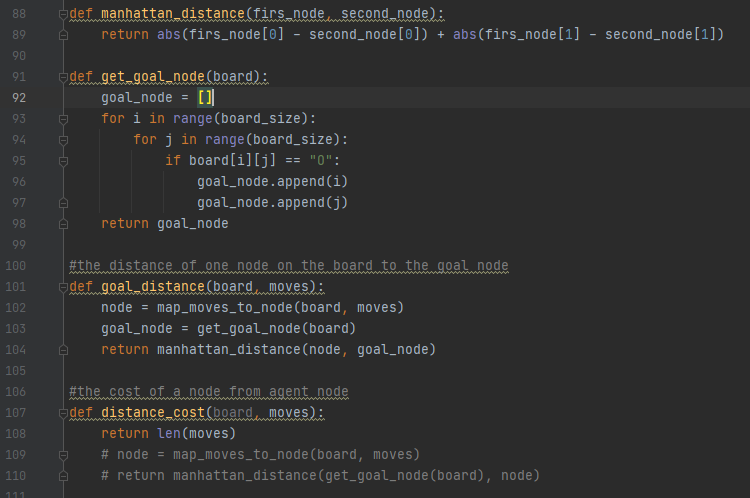 88 def manhattan_distance(firs_node, second_node):
89     return abs(firs_node[0] - second_node[0]) + abs(firs_node[1] - second_node[1])
90
91 def get_goal_node(board):
92     goal_node = []
93     for i in range(board_size):
94         for j in range(board_size):
95             if board[i][j] == "O":
96                 goal_node.append(i)
97                 goal_node.append(j)
98     return goal_node
99
100 #the distance of one node on the board to the goal node
101 def goal_distance(board, moves):
102     node = map_moves_to_node(board, moves)
103     goal_node = get_goal_node(board)
104     return manhattan_distance(node, goal_node)
105
106 #the cost of a node from agent node
107 def distance_cost(board, moves):
108     return len(moves)
109     # node = map_moves_to_node(board, moves)
110     # return manhattan_distance(get_goal_node(board), node)
111